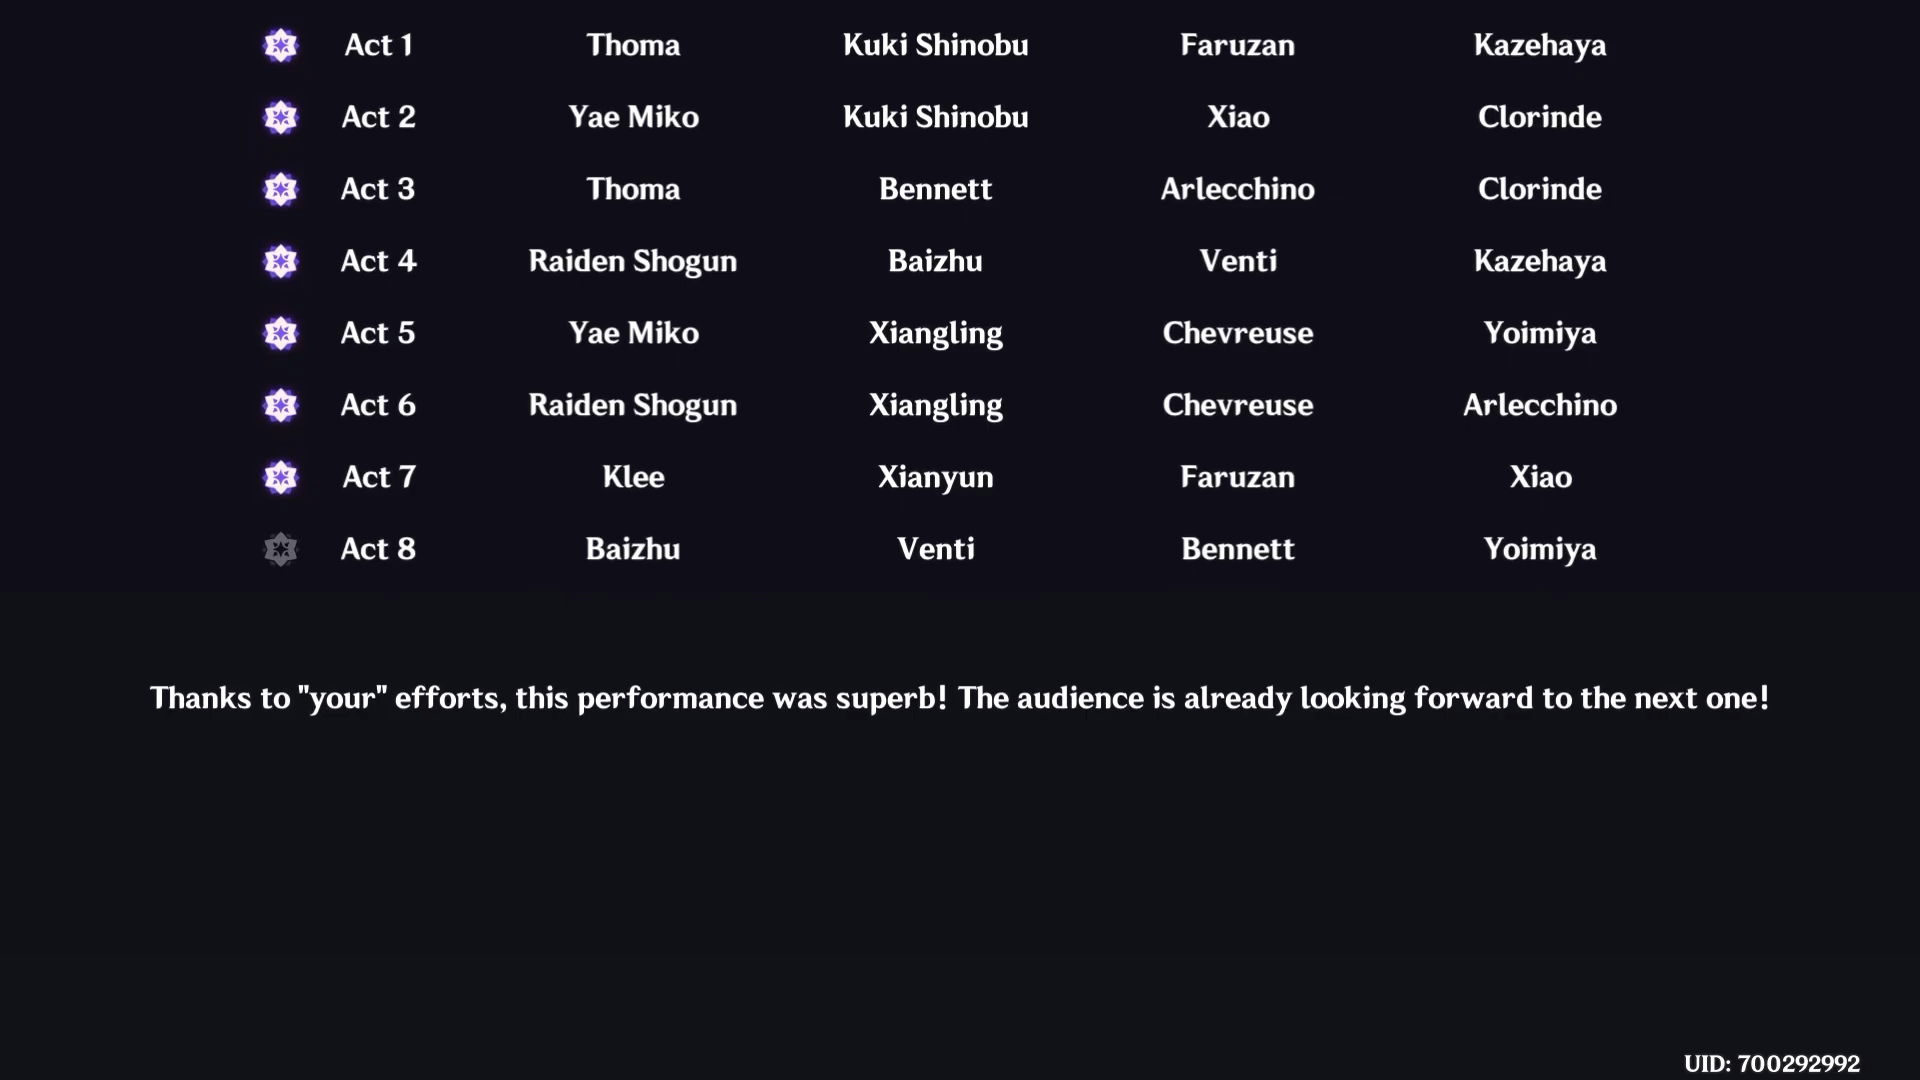 Act 1 Thoma Kuki Shinobu Faruzan Kazehaya
Act 2 Yae Miko Kuki Shinobu Xiao Clorinde
Act 3 Thoma Bennett Arlecchino Clorinde
Act 4 Raiden Shogun Baizhu Venti Kazehaya
Act 5 Yae Miko Xiangling Chevreuse Yoimiya
Act 6 Raiden Shogun Xiangling Chevreuse Arlecchino
Act 7 Klee Xianyun Faruzan Xiao
Act 8 Baizhu Venti Bennett Yoimiya
Thanks to "your" efforts, this performance was superb! The audience is already looking forward to the next one!
UID: 700292992